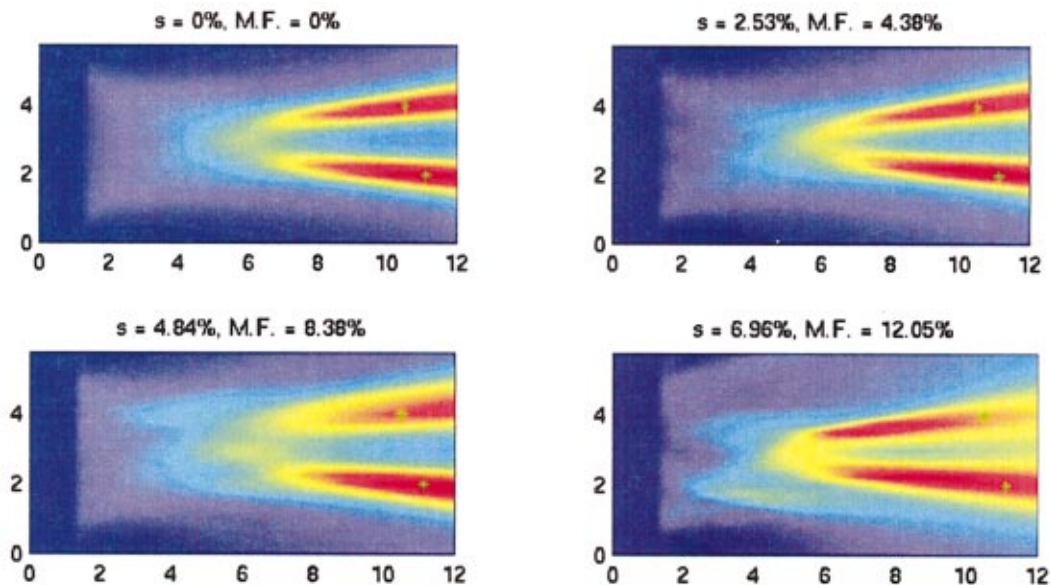 s = 0%, M.F. = 0%
4
2
0
0 2 4 6 8 10 12
s = 2.53%, M.F. = 4.38%
4
2
0
0 2 4 6 8 10 12
s = 4.84%, M.F. = 8.38%
4
2
0
0 2 4 6 8 10 12
s = 6.96%, M.F. = 12.05%
4
2
0
0 2 4 6 8 10 12